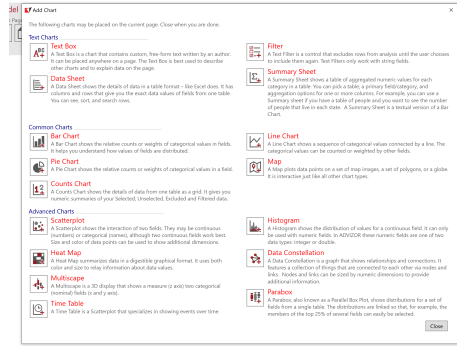 del
Page
Add Chart
The following charts may be placed on the current page. Close when you are done.
Text Charts
Text Box
A Text Box is a chart that contains custom, free-form text written by an author.
It can be placed anywhere on a page. The Text Box is best used to describe
other charts and to explain data on the page.
Data Sheet
A Data Sheet shows the details of data in a table format – like Excel does. It has
columns and rows that give you the exact data values of fields from one table.
You can see, sort, and search rows.
Filter
A Text Filter is a control that excludes rows from analysis until the user chooses
to include them again. Text Filters only work with string fields.
Summary Sheet
A Summary Sheet shows a table of aggregated numeric values for each
category in a table. You can pick a table, a primary field/category, and
aggregation options for one or more columns. For example, you can use a
Summary sheet if you have a table of people and you want to see the number
of people that live in each state. A Summary Sheet is a textual version of a Bar
Chart.
Common Charts
Bar Chart
A Bar Chart shows the relative counts or weights of categorical values in fields.
It helps you understand how values of fields are distributed.
Pie Chart
A Pie Chart shows the relative counts or weights of categorical values in a field.
Counts Chart
A Counts Chart shows the details of data from one table as a grid. It gives you
numeric summaries of your Selected, Unselected, Excluded and Filtered data.
Line Chart
A Line Chart shows a sequence of categorical values connected by a line. The
categorical values can be counted or weighted by other fields.
Map
A Map plots data points on a set of map images, a set of polygons, or a globe.
It is interactive just like all other chart types.
Advanced Charts
Scatterplot
A Scatterplot shows the interaction of two fields. They may be continuous
(numbers) or categorical (names), although two continuous fields work best.
Size and color of data points can be used to show additional dimensions.
Heat Map
A Heat Map summarizes data in a digestible graphical format. It uses both
color and size to relay information about data values.
Multiscape
A Multiscape is a 3D display that shows a measure (z axis) two categorical
(nominal) fields (x and y axis).
Time Table
A Time Table is a Scatterplot that specializes in showing events over time.
Histogram
A Histogram shows the distribution of values for a continuous field. It can only
be used with numeric fields. In ADVIZOR these numeric fields are one of two
data types: integer or double.
Data Constellation
A Data Constellation is a graph that shows relationships and connections. It
features a collection of things that are connected to each other via nodes and
links. Nodes and links can be sized by numeric dimensions to provide
additional information.
Parabox
A Parabox, also known as a Parallel Box Plot, shows distributions for a set of
fields from a single table. The distributions are linked so that, for example, the
members of the top 25% of several fields can easily be selected.
Close